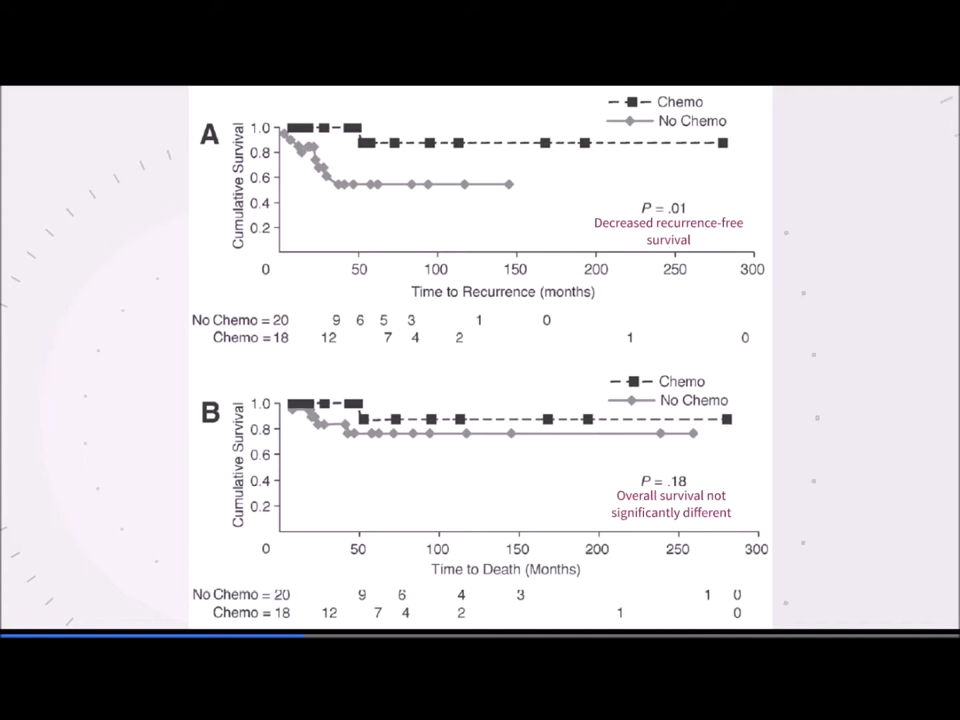 A
Cumulative Survival
1.0
0.8
0.6
0.4
0.2
Chemo
No Chemo
P = .01
Decreased recurrence-free
survival
0 50 100 150 200 250 300
Time to Recurrence (months)
No Chemo = 20 9 6 5 3 1 0
Chemo = 18 12 7 4 2 1 0
B
Cumulative Survival
1.0
0.8
0.6
0.4
0.2
Chemo
No Chemo
P = .18
Overall survival not
significantly different
0 50 100 150 200 250 300
Time to Death (Months)
No Chemo = 20 9 6 4 3 1 0
Chemo = 18 12 7 4 2 1 0